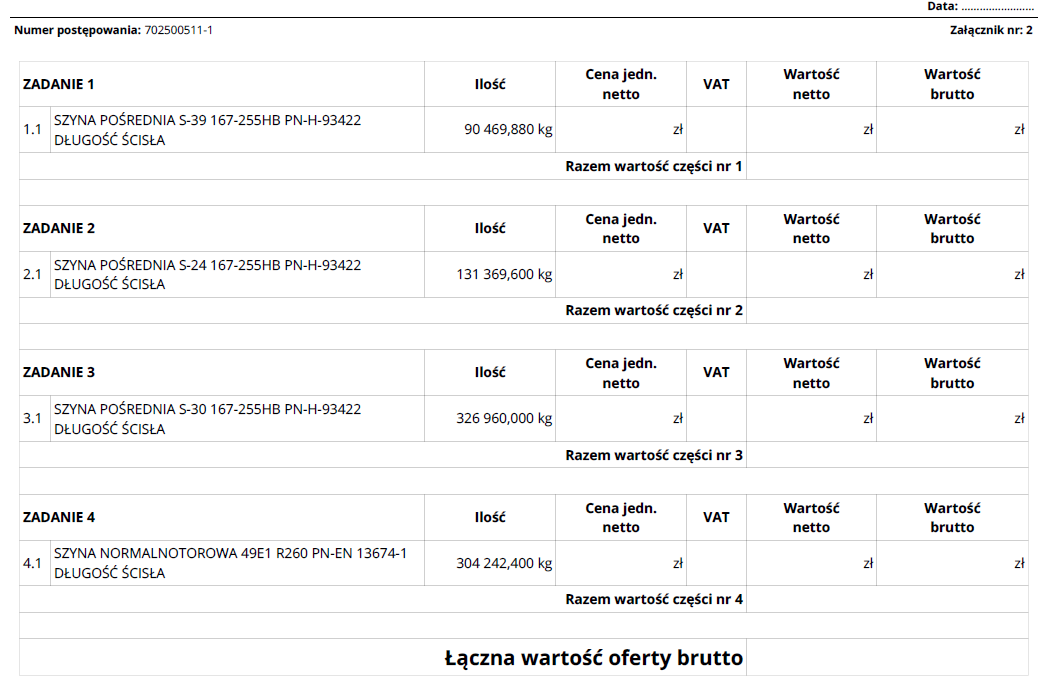 Data: ........................
Numer postępowania: 702500511-1 Załącznik nr: 2
ZADANIE 1 Ilość Cena jedn. netto VAT Wartość netto Wartość brutto
1.1 SZYNA POŚREDNIA S-39 167-255HB PN-H-93422 DŁUGOŚĆ ŚCISŁA 90 469,880 kg zł zł zł
Razem wartość części nr 1
ZADANIE 2 Ilość Cena jedn. netto VAT Wartość netto Wartość brutto
2.1 SZYNA POŚREDNIA S-24 167-255HB PN-H-93422 DŁUGOŚĆ ŚCISŁA 131 369,600 kg zł zł zł
Razem wartość części nr 2
ZADANIE 3 Ilość Cena jedn. netto VAT Wartość netto Wartość brutto
3.1 SZYNA POŚREDNIA S-30 167-255HB PN-H-93422 DŁUGOŚĆ ŚCISŁA 326 960,000 kg zł zł zł
Razem wartość części nr 3
ZADANIE 4 Ilość Cena jedn. netto VAT Wartość netto Wartość brutto
4.1 SZYNA NORMALNOTOROWA 49E1 R260 PN-EN 13674-1 DŁUGOŚĆ ŚCISŁA 304 242,400 kg zł zł zł
Razem wartość części nr 4
Łączna wartość oferty brutto